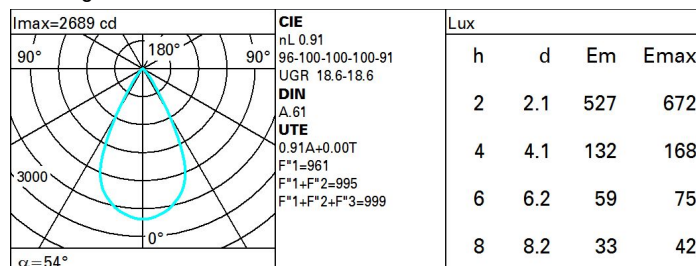 Imax=2689 cd
90°
180°
90°
3000
0°
α=54°
CIE
nL 0.91
96-100-100-100-91
UGR 18.6-18.6
DIN
A.61
UTE
0.91A+0.00T
F"1=961
F"1+F"2=995
F"1+F"2+F"3=999
Lux
h d Em Emax
2 2.1 527 672
4 4.1 132 168
6 6.2 59 75
8 8.2 33 42